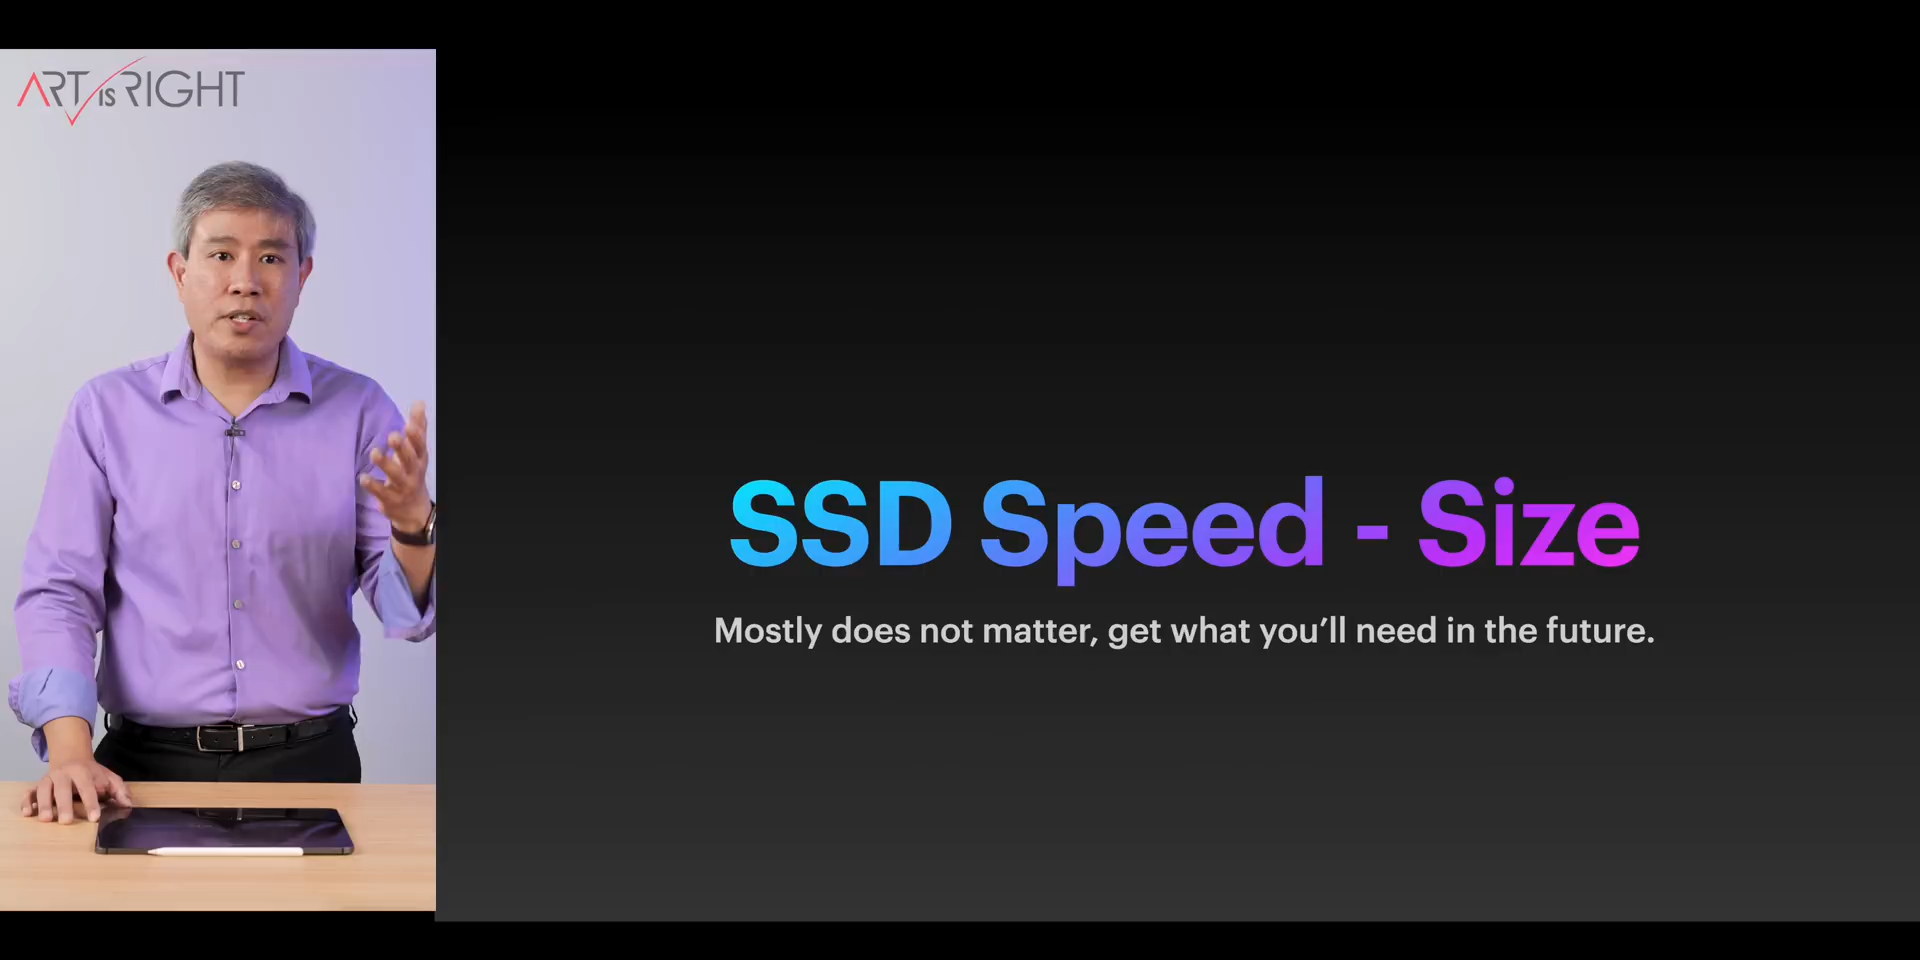 ART IS RIGHT
SSD Speed - Size
Mostly does not matter, get what you’ll need in the future.